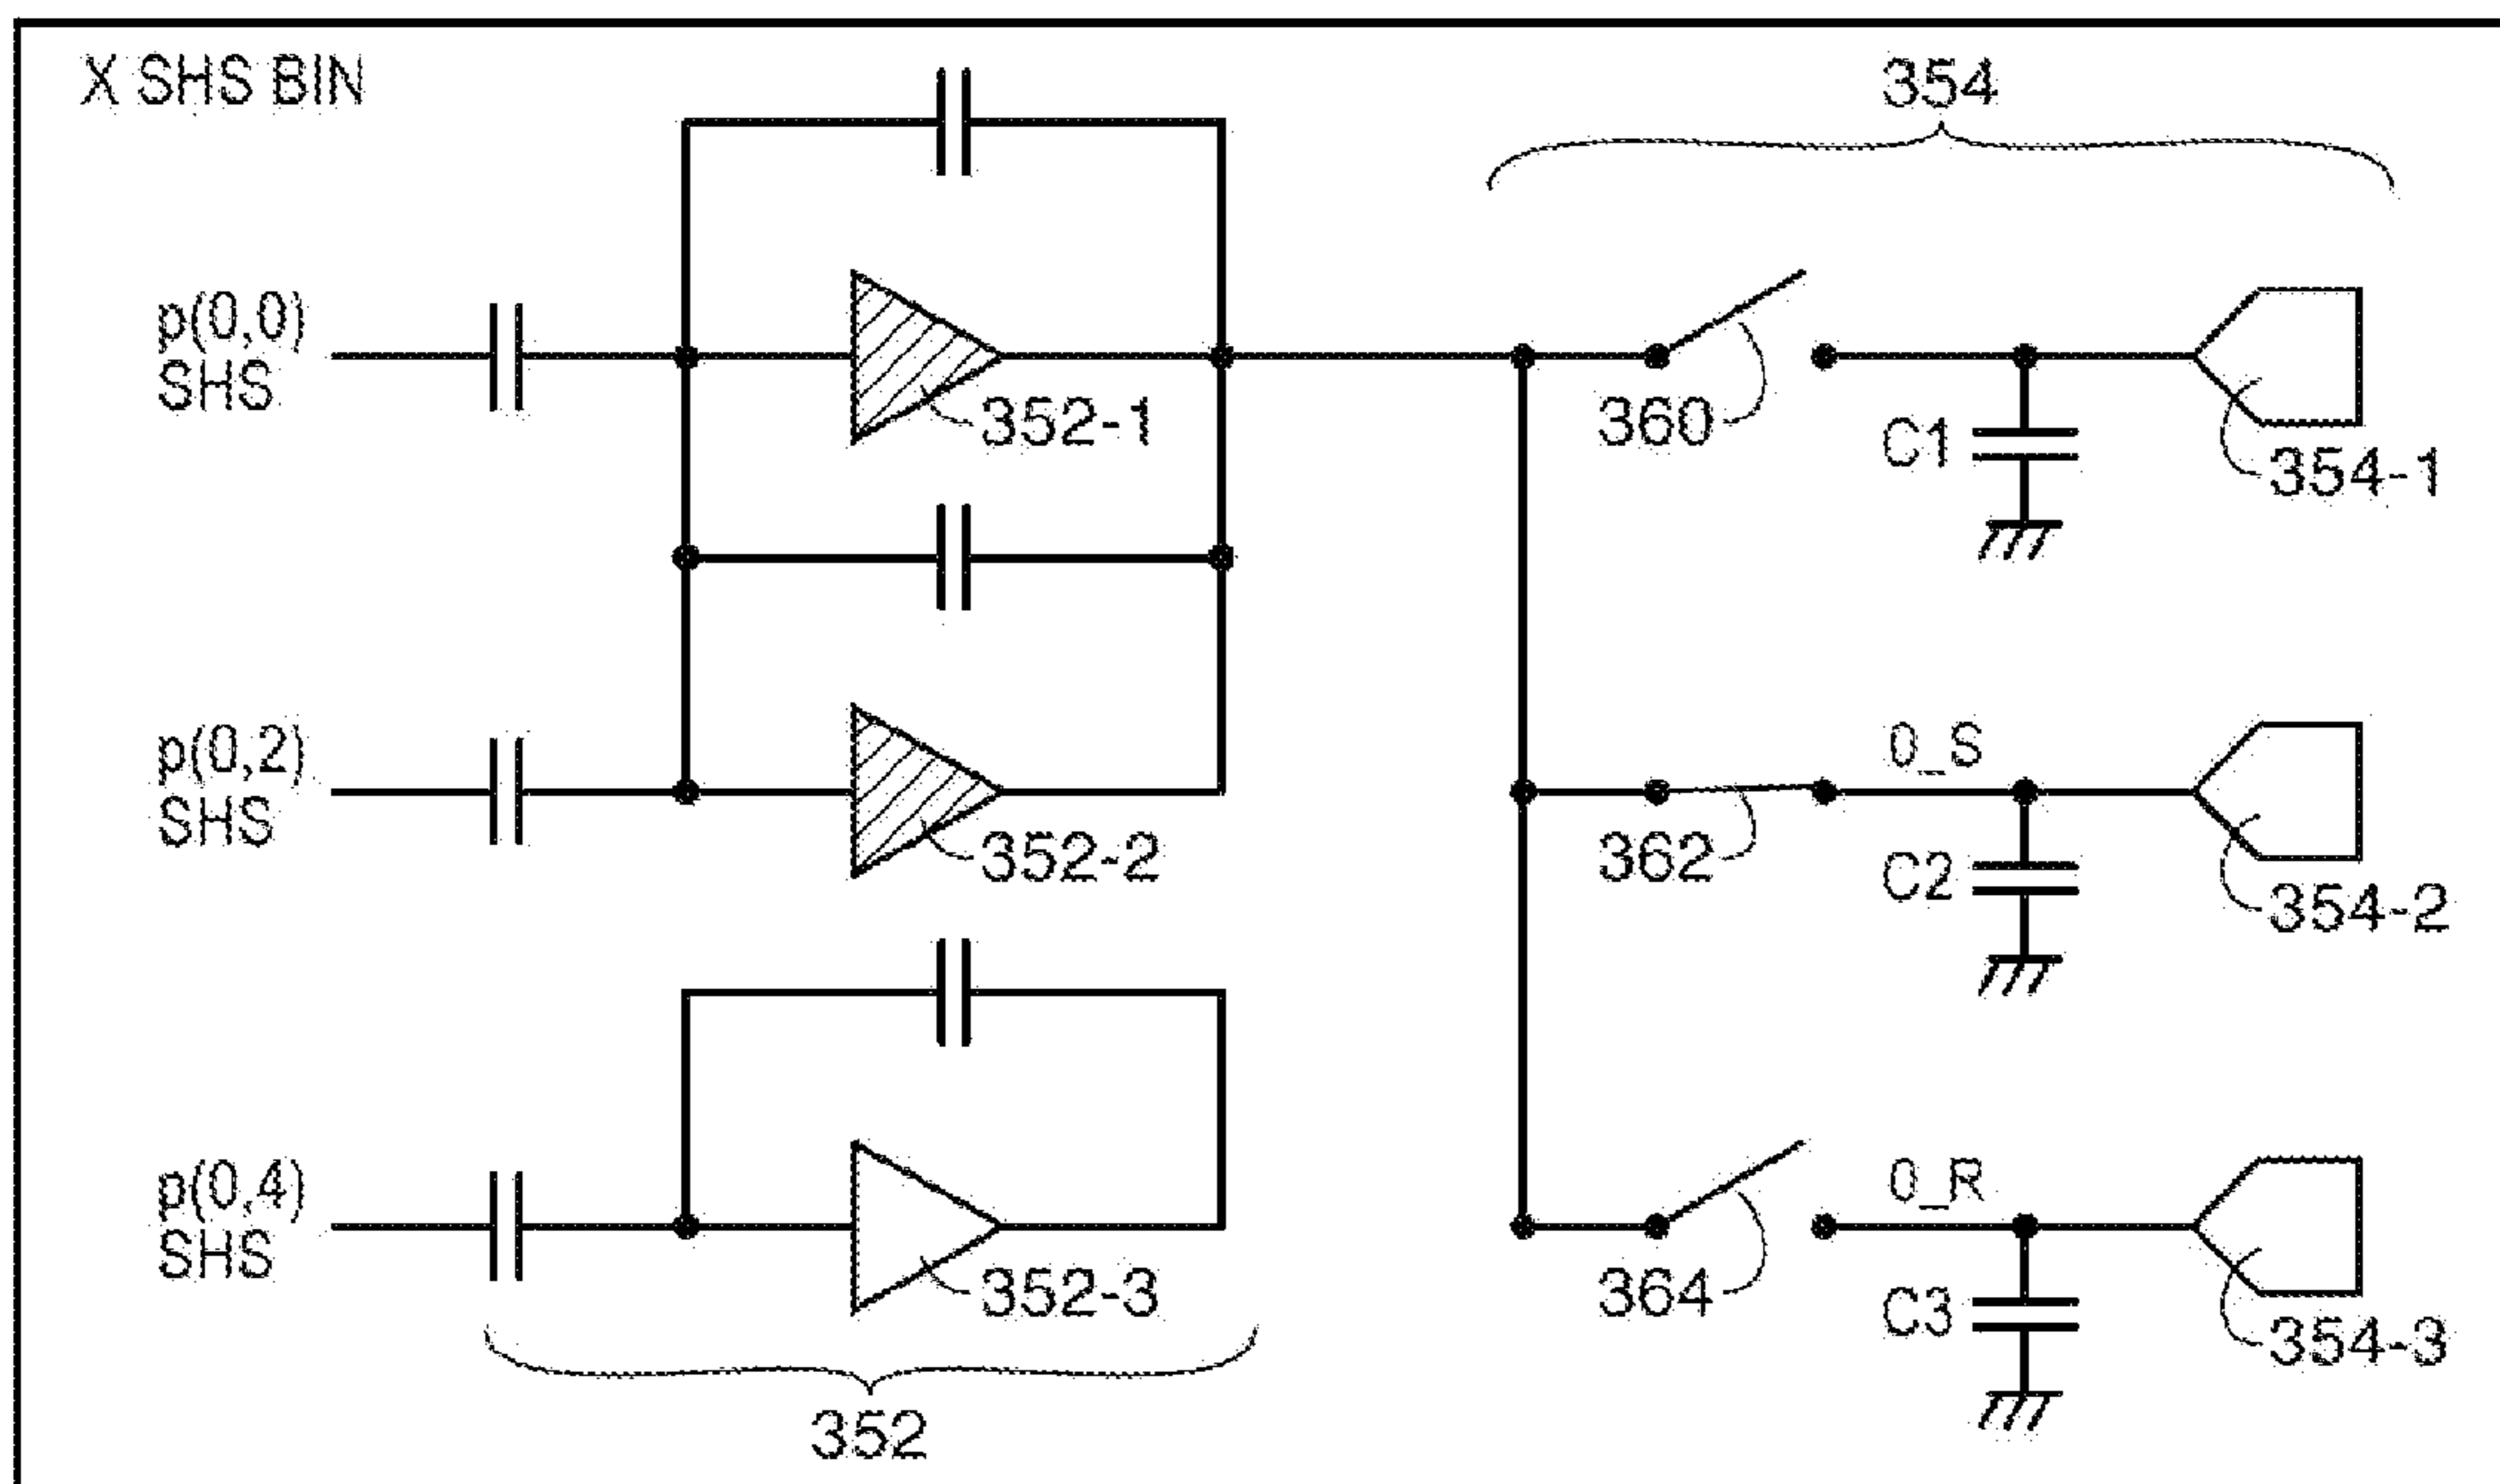 X SHS BIN
354
p(0,0)
SHS
352-1
360
C1
354-1
p(0,2)
SHS
352-2
362
0_S
C2
354-2
p(0,4)
SHS
352-3
364
0_R
C3
354-3
352